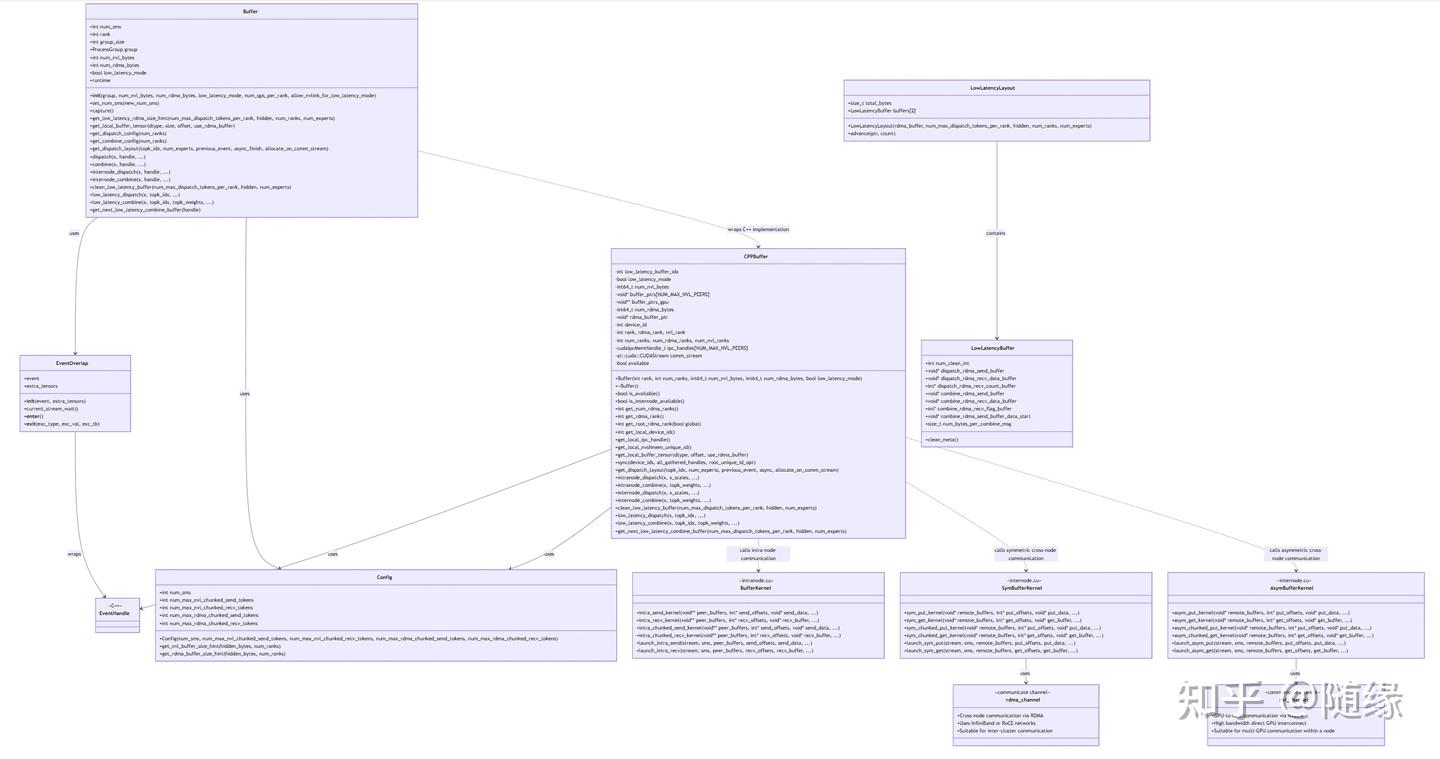 Buffer
+int num_sms
+int rank
+int group_size
+ProcessGroup group
+int num_nvl_bytes
+int num_rdma_bytes
+bool low_latency_mode
+runtime
+init(group, num_nvl_bytes, num_rdma_bytes, low_latency_mode, num_qps_per_rank, allow_nvlink_for_low_latency_mode)
+set_num_sms(new_num_sms)
+capture()
+get_low_latency_rdma_size_hint(num_max_dispatch_tokens_per_rank, hidden, num_ranks, num_experts)
+get_local_buffer_tensor(dtype, size, offset, use_rdma_buffer)
+get_dispatch_config(num_ranks)
+get_combine_config(num_ranks)
+get_dispatch_layout(topk_idx, num_experts, previous_event, async_finish, allocate_on_comm_stream)
+dispatch(x, handle, ...)
+combine(x, handle, ...)
+internode_dispatch(x, handle, ...)
+internode_combine(x, handle, ...)
+clean_low_latency_buffer(num_max_dispatch_tokens_per_rank, hidden, num_experts)
+low_latency_dispatch(x, topk_idx, ...)
+low_latency_combine(x, topk_idx, topk_weights, ...)
+get_next_low_latency_combine_buffer(handle)
LowLatencyLayout
+size_t total_bytes
+LowLatencyBuffer buffers[2]
+LowLatencyLayout(rdma_buffer, num_max_dispatch_tokens_per_rank, hidden, num_ranks, num_experts)
+advance(ptr, count)
uses
wraps C++ implementation
contains
CPPBuffer
-int low_latency_buffer_idx
-bool low_latency_mode
-int64_t num_nvl_bytes
-void* buffer_ptrs[NUM_MAX_NVL_PEERS]
-void** buffer_ptrs_gpu
-int64_t num_rdma_bytes
-void* rdma_buffer_ptr
-int device_id
-int rank, rdma_rank, nvl_rank
-int num_ranks, num_rdma_ranks, num_nvl_ranks
-cudaIpcMemHandle_t ipc_handles[NUM_MAX_NVL_PEERS]
-at::cuda::CUDAStream comm_stream
-bool available
+Buffer(int rank, int num_ranks, int64_t num_nvl_bytes, int64_t num_rdma_bytes, bool low_latency_mode)
+~Buffer()
+bool is_available()
+bool is_internode_available()
+int get_num_rdma_ranks()
+int get_rdma_rank()
+int get_root_rdma_rank(bool global)
+int get_local_device_id()
+get_local_ipc_handle()
+get_local_nvshmem_unique_id()
+get_local_buffer_tensor(dtype, offset, use_rdma_buffer)
+sync(device_ids, all_gathered_handles, root_unique_id_opt)
+get_dispatch_layout(topk_idx, num_experts, previous_event, async, allocate_on_comm_stream)
+intranode_dispatch(x, x_scales, ...)
+intranode_combine(x, topk_weights, ...)
+internode_dispatch(x, x_scales, ...)
+internode_combine(x, topk_weights, ...)
+clean_low_latency_buffer(num_max_dispatch_tokens_per_rank, hidden, num_experts)
+low_latency_dispatch(x, topk_idx, ...)
+low_latency_combine(x, topk_idx, topk_weights, ...)
+get_next_low_latency_combine_buffer(num_max_dispatch_tokens_per_rank, hidden, num_experts)
LowLatencyBuffer
+int num_clean_int
+void* dispatch_rdma_send_buffer
+void* dispatch_rdma_recv_data_buffer
+int* dispatch_rdma_recv_count_buffer
+void* combine_rdma_send_buffer
+void* combine_rdma_recv_data_buffer
+int* combine_rdma_recv_flag_buffer
+void* combine_rdma_send_buffer_data_start
+size_t num_bytes_per_combine_msg
+clean_meta()
EventOverlap
+event
+extra_tensors
+init(event, extra_tensors)
+current_stream_wait()
+enter()
+exit(exc_type, exc_val, exc_tb)
uses
wraps
uses
uses
calls intra-node
communication
calls symmetric cross-node
communication
calls asymmetric cross-
node communication
«C++»
EventHandle
Config
+int num_sms
+int num_max_nvl_chunked_send_tokens
+int num_max_nvl_chunked_recv_tokens
+int num_max_rdma_chunked_send_tokens
+int num_max_rdma_chunked_recv_tokens
+Config(num_sms, num_max_nvl_chunked_send_tokens, num_max_nvl_chunked_recv_tokens, num_max_rdma_chunked_send_tokens, num_max_rdma_chunked_recv_tokens)
+get_nvl_buffer_size_hint(hidden_bytes, num_ranks)
+get_rdma_buffer_size_hint(hidden_bytes, num_ranks)
«intranode.cu»
BufferKernel
+intra_send_kernel(void** peer_buffers, int* send_offsets, void* send_data, ...)
+intra_recv_kernel(void** peer_buffers, int* recv_offsets, void* recv_buffer, ...)
+intra_chunked_send_kernel(void** peer_buffers, int* send_offsets, void* send_data, ...)
+intra_chunked_recv_kernel(void** peer_buffers, int* recv_offsets, void* recv_buffer, ...)
+launch_intra_send(stream, sms, peer_buffers, send_offsets, send_data, ...)
+launch_intra_recv(stream, sms, peer_buffers, recv_offsets, recv_buffer, ...)
«internode.cu»
SymBufferKernel
+sym_put_kernel(void* remote_buffers, int* put_offsets, void* put_data, ...)
+sym_get_kernel(void* remote_buffers, int* get_offsets, void* get_buffer, ...)
+sym_chunked_put_kernel(void* remote_buffers, int* put_offsets, void* put_data, ...)
+sym_chunked_get_kernel(void* remote_buffers, int* get_offsets, void* get_buffer, ...)
+launch_sym_put(stream, sms, remote_buffers, put_offsets, put_data, ...)
+launch_sym_get(stream, sms, remote_buffers, get_offsets, get_buffer, ...)
«internode.cu»
AsymBufferKernel
+asym_put_kernel(void* remote_buffers, int* put_offsets, void* put_data, ...)
+asym_get_kernel(void* remote_buffers, int* get_offsets, void* get_buffer, ...)
+asym_chunked_put_kernel(void* remote_buffers, int* put_offsets, void* put_data, ...)
+asym_chunked_get_kernel(void* remote_buffers, int* get_offsets, void* get_buffer, ...)
+launch_asym_put(stream, sms, remote_buffers, put_offsets, put_data, ...)
+launch_asym_get(stream, sms, remote_buffers, get_offsets, get_buffer, ...)
uses
uses
«communicate channel»
rdma_channel
+Cross-node communication via RDMA
+Uses InfiniBand or RoCE networks
+Suitable for inter-cluster communication
communication via
+High bandwidth direct GPU interconnect
+Suitable for multi-GPU communication within a node
知乎 @随缘